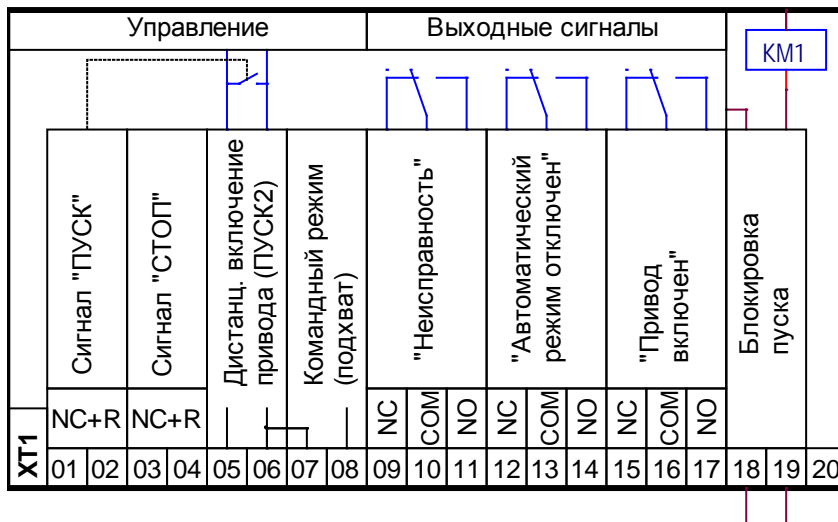 Управление
Выходные сигналы
КМ1
Сигнал "ПУСК"
Сигнал "СТОП"
Дистанц. включение
привода (ПУСК2)
Командный режим
(подхват)
"Неисправность"
"Автоматический
режим отключен"
"Привод
включен"
Блокировка
пуска
NC+R NC+R NC COM NO NC COM NO NC COM NO
XT1 01 02 03 04 05 06 07 08 09 10 11 12 13 14 15 16 17 18 19 20